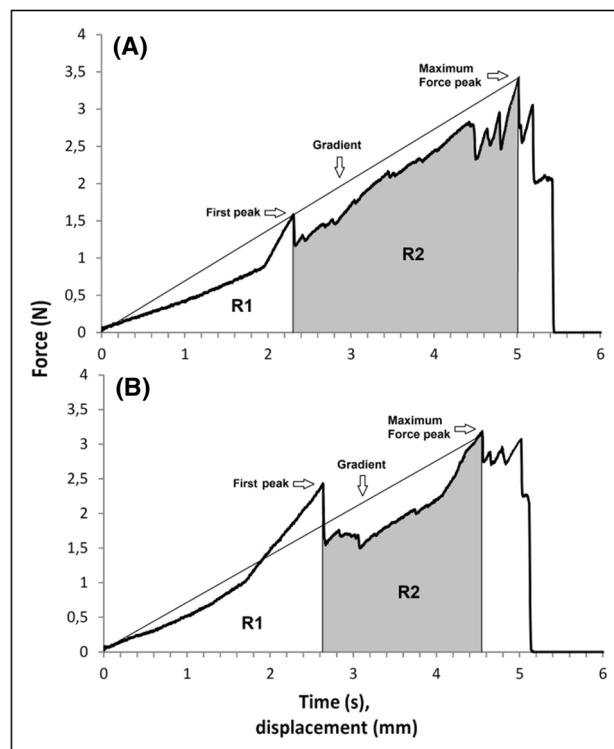 (A)
4
3,5
3
2,5
2
1,5
1
0,5
0
Maximum
Force peak
Gradient
First peak
R1
R2
0 1 2 3 4 5 6
Force (N)
(B)
4
3,5
3
2,5
2
1,5
1
0,5
0
Maximum
Force peak
Gradient
First peak
R1
R2
0 1 2 3 4 5 6
Time (s),
displacement (mm)